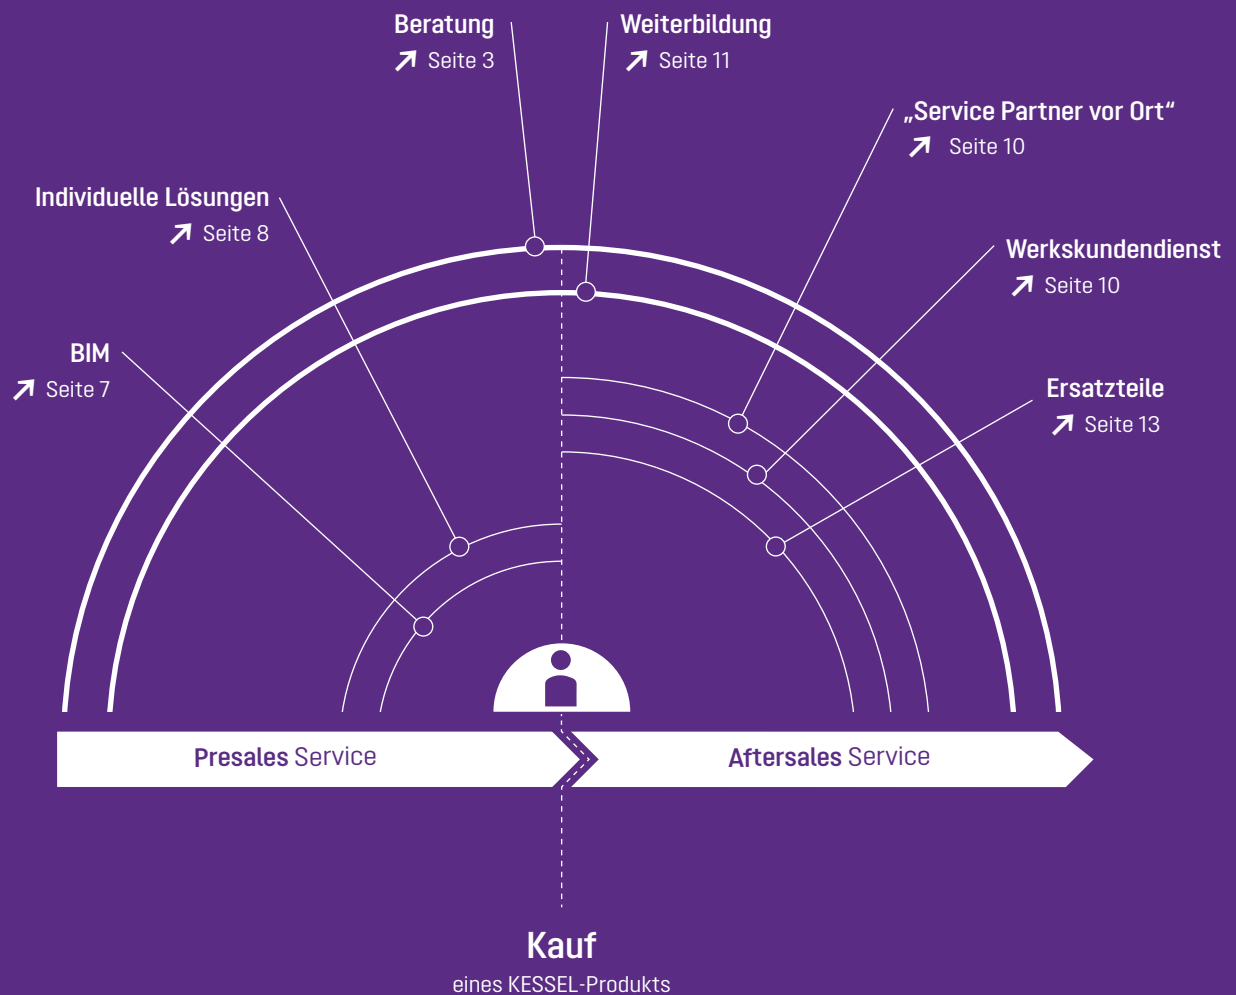 Beratung
Seite 3
Weiterbildung
Seite 11
„Service Partner vor Ort“
Seite 10
Individuelle Lösungen
Seite 8
Werkskundendienst
Seite 10
BIM
Seite 7
Ersatzteile
Seite 13
Presales Service
Aftersales Service
Kauf
eines KESSEL-Produkts